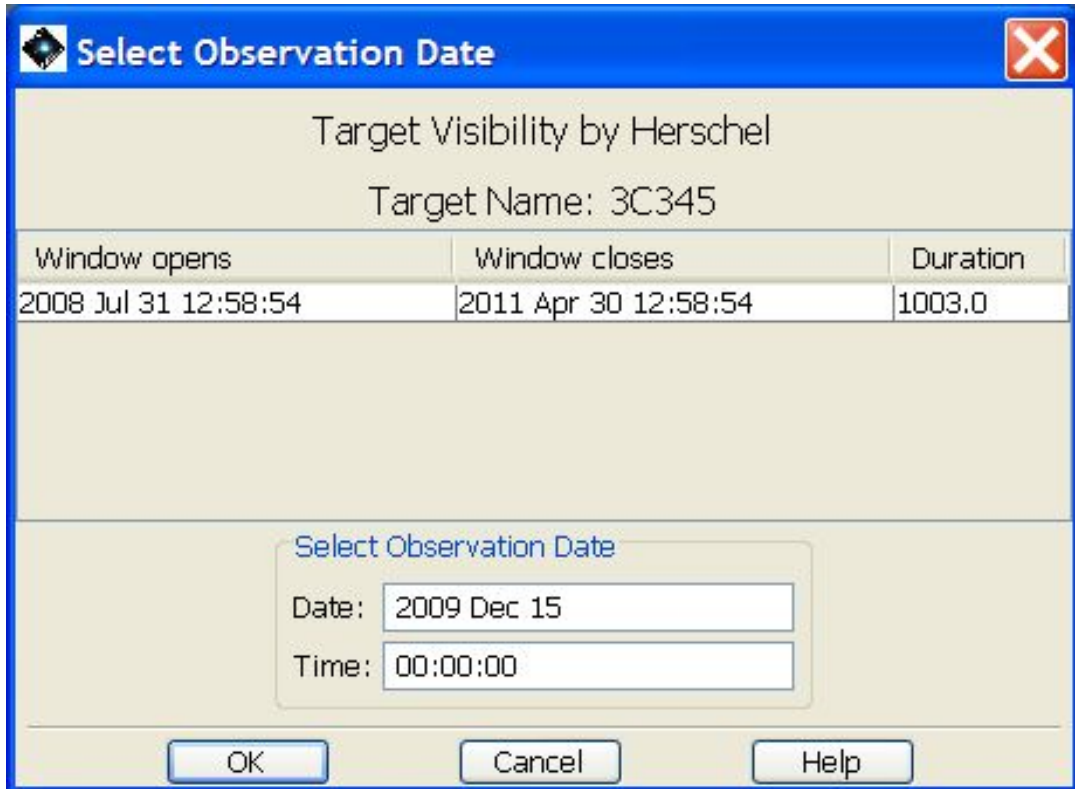 Select Observation Date
Target Visibility by Herschel
Target Name: 3C345
Window opens Window closes Duration
2008 Jul 31 12:58:54 2011 Apr 30 12:58:54 1003.0
Select Observation Date
Date: 2009 Dec 15
Time: 00:00:00
OK Cancel Help